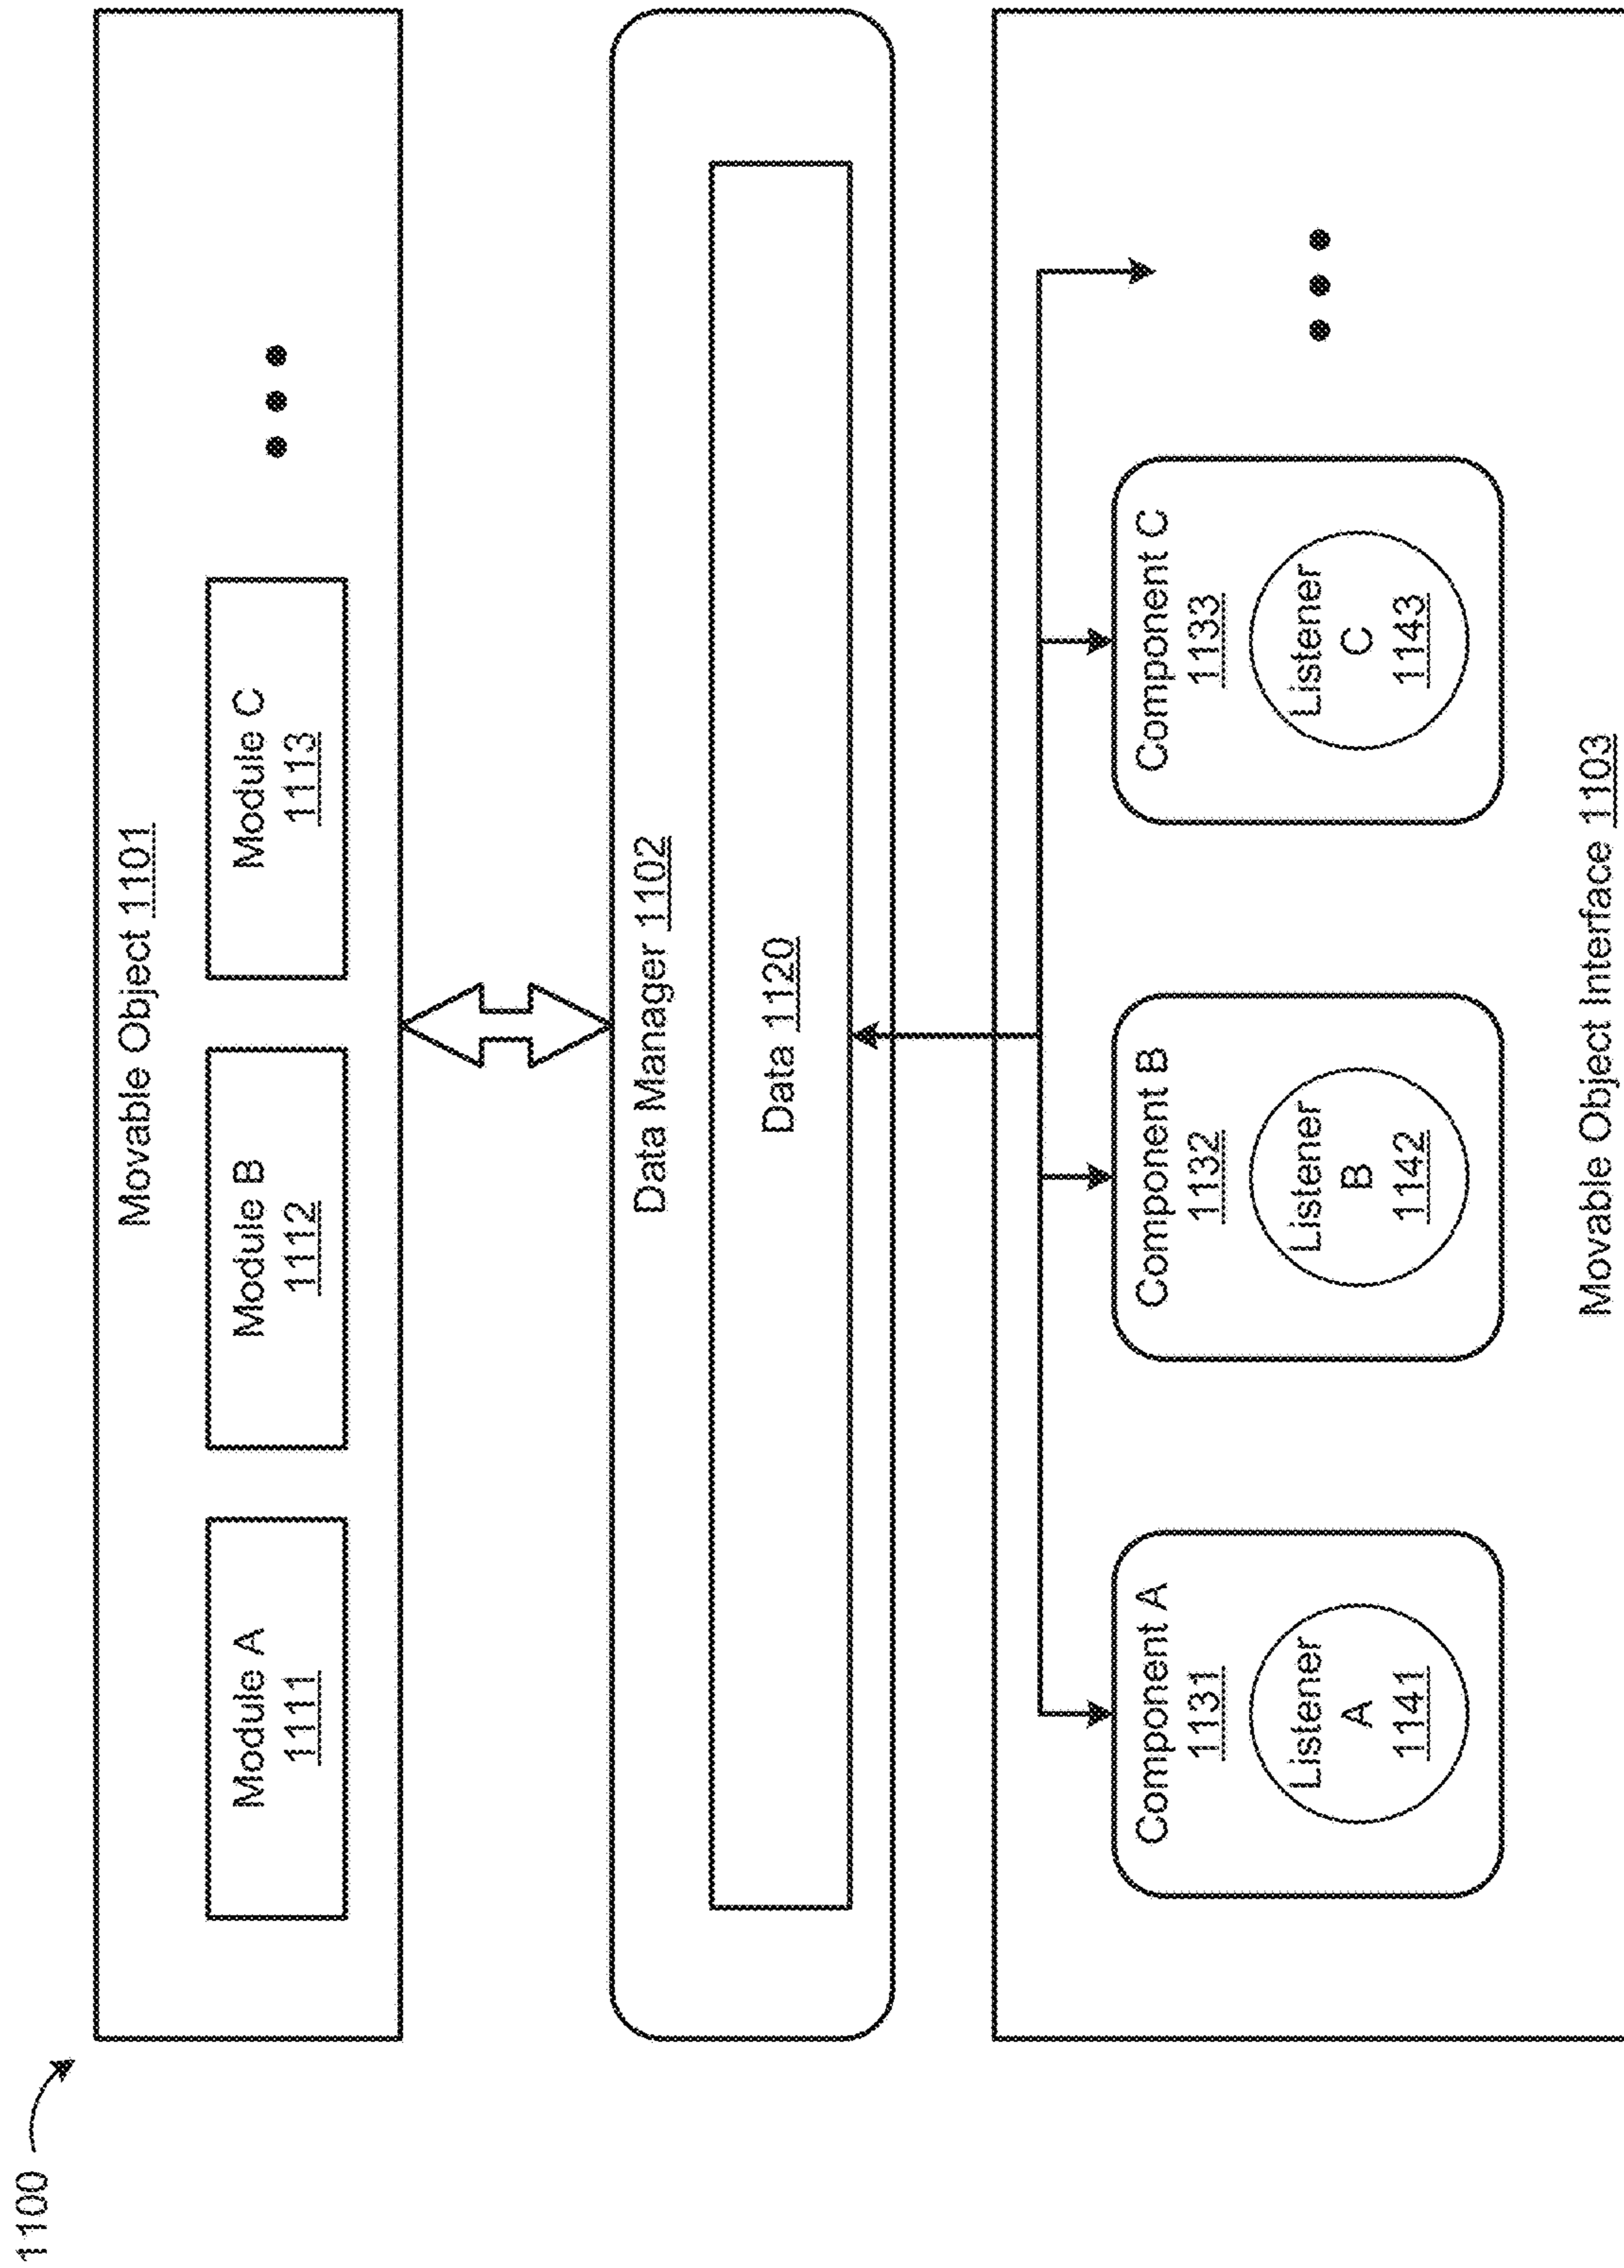 1100
Movable Object 1101
Module A
1111
Module B
1112
Module C
1113
Data Manager 1102
Data 1120
Component A
1131
Listener
A
1141
Component B
1132
Listener
B
1142
Component C
1133
Listener
C
1143
Movable Object Interface 1103